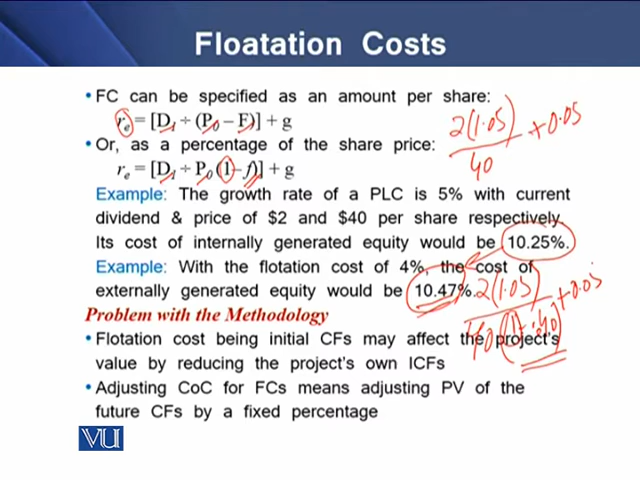 Floatation Costs
• FC can be specified as an amount per share:
rₑ = [D₁ ÷ (P₀ – F)] + g
2(1.05)/40 + 0.05
• Or, as a percentage of the share price:
rₑ = [D₁ ÷ P₀ (1–f)] + g
Example: The growth rate of a PLC is 5% with current
dividend & price of $2 and $40 per share respectively.
Its cost of internally generated equity would be 10.25%.
Example: With the flotation cost of 4%, the cost of
externally generated equity would be 10.47%.
2(1.05) + 0.05
Problem with the Methodology
• Flotation cost being initial CFs may affect the project's
value by reducing the project's own ICFs
• Adjusting CoC for FCs means adjusting PV of the
future CFs by a fixed percentage
VU